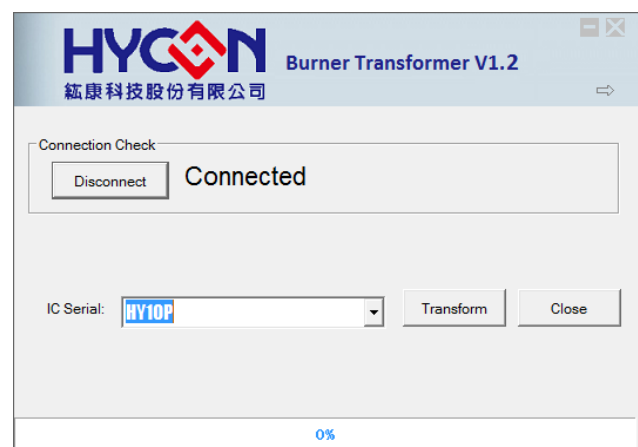 HYCON
紘康科技股份有限公司
Burner Transformer V1.2
Connection Check
Disconnect
Connected
IC Serial:
HY10P
Transform
Close
0%